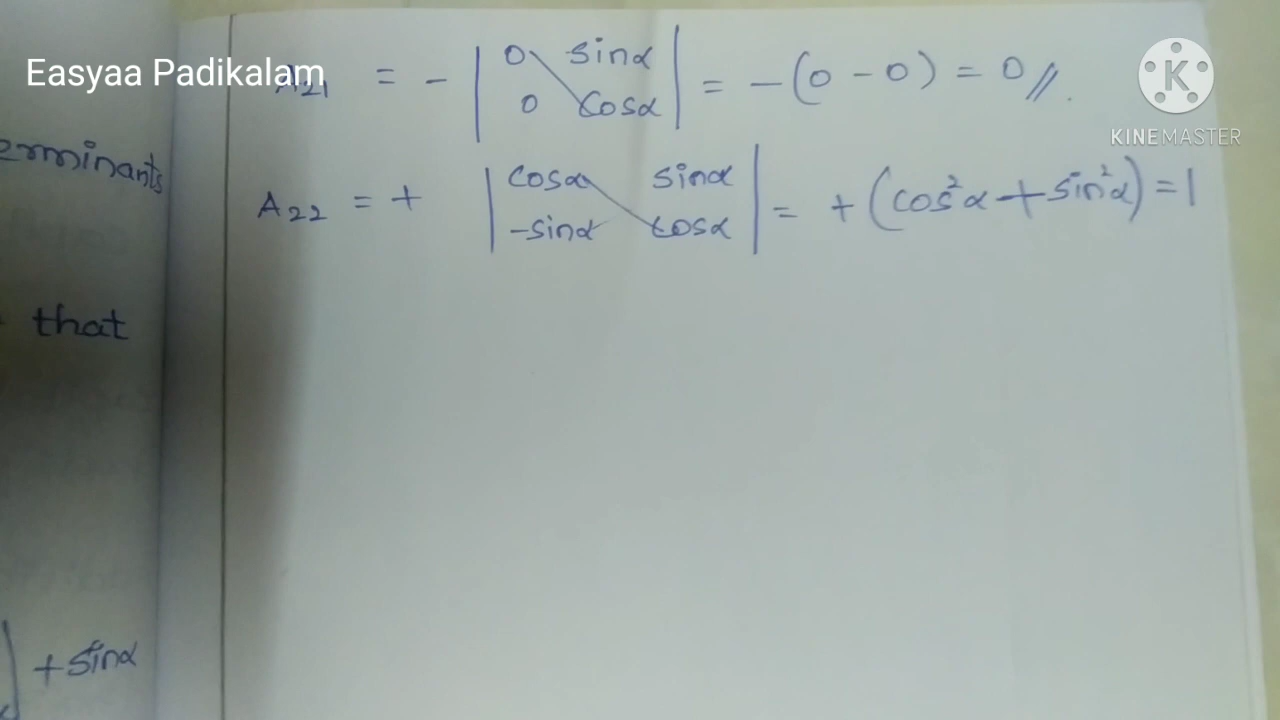 Easyaa Padikalam
KINEMASTER
A21 = - | 0 sinα | = -(0 - 0) = 0 //.
| 0 cosα |
erminants
A22 = + | cosα sinα | = + (cos²α + sin²α) = 1
| -sinα cosα |
that
+ sinα